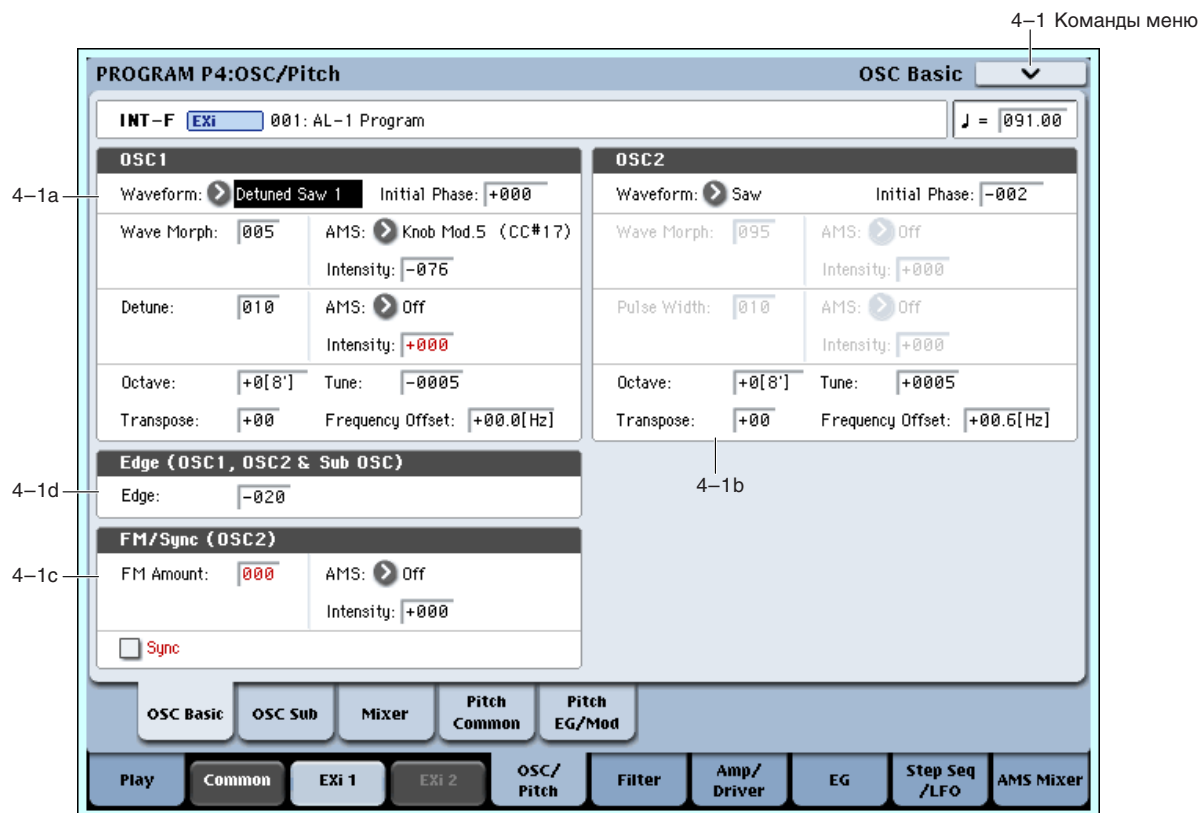 4–1 Команды меню
PROGRAM P4:OSC/Pitch OSC Basic
INT-F EXi 001: AL-1 Program ♩ = 091.00
OSC1
4–1a
Waveform: Detuned Saw 1 Initial Phase: +000
Wave Morph: 005 AMS: Knob Mod.5 (CC#17)
Intensity: -076
Detune: 010 AMS: Off
Intensity: +000
Octave: +0[8'] Tune: -0005
Transpose: +00 Frequency Offset: +00.0[Hz]
OSC2
Waveform: Saw Initial Phase: -002
Wave Morph: 095 AMS: Off
Intensity: +000
Pulse Width: 010 AMS: Off
Intensity: +000
Octave: +0[8'] Tune: +0005
Transpose: +00 Frequency Offset: +00.6[Hz]
4–1b
Edge (OSC1, OSC2 & Sub OSC)
4–1d
Edge: -020
FM/Sync (OSC2)
4–1c
FM Amount: 000 AMS: Off
Intensity: +000
Sync
OSC Basic OSC Sub Mixer Pitch Common Pitch EG/Mod
Play Common EXi 1 EXi 2 OSC/ Pitch Filter Amp/ Driver EG Step Seq /LFO AMS Mixer